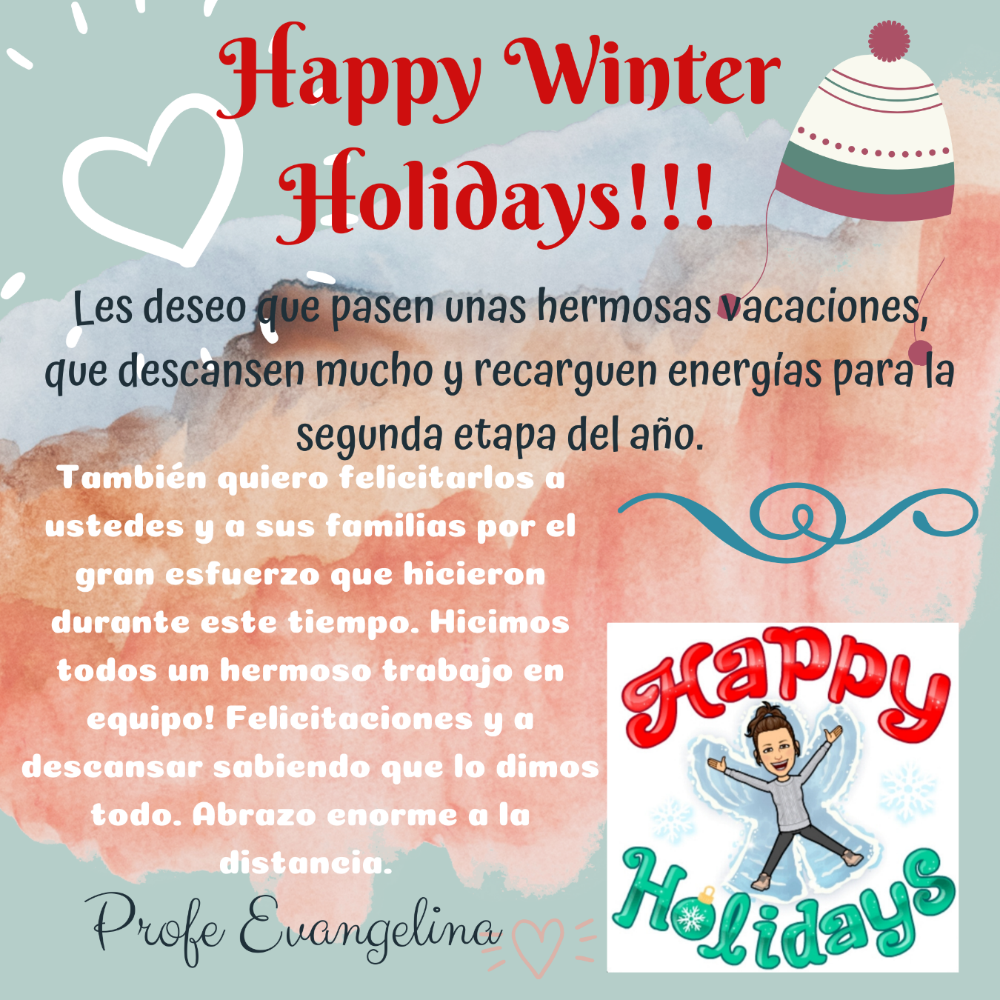 Happy Winter
Holidays!!!
Les deseo que pasen unas hermosas vacaciones,
que descansen mucho y recarguen energías para la
segunda etapa del año.
También quiero felicitarlos a
ustedes y a sus familias por el
gran esfuerzo que hicieron
durante este tiempo. Hicimos
todos un hermoso trabajo en
equipo! Felicitaciones y a
descansar sabiendo que lo dimos
todo. Abrazo enorme a la
distancia.
Profe Evangelina
Happy
Holidays